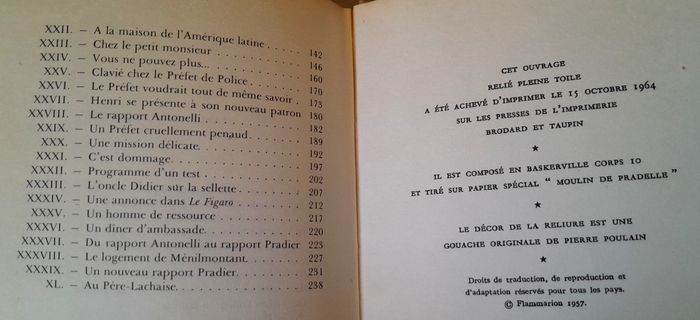 XXII. — A la maison de l'Amérique latine . . . . . 142
XXIII. — Chez le petit monsieur . . . . . . . . 146
XXIV. — Vous ne pouvez plus... . . . . . . . . 160
XXV. — Clavié chez le Préfet de Police. . . . . . 170
XXVI. — Le Préfet voudrait tout de même savoir . 173
XXVII. — Henri se présente à son nouveau patron 180
XXVIII. — Le rapport Antonelli . . . . . . . . . 182
XXIX. — Un Préfet cruellement penaud. . . . . . 189
XXX. — Une mission délicate. . . . . . . . . . 192
XXXI. — C'est dommage. . . . . . . . . . . . 197
XXXII. — Programme d'un test . . . . . . . . . 202
XXXIII. — L'oncle Didier sur la sellette . . . . . . 207
XXXIV. — Une annonce dans Le Figaro . . . . . . 212
XXXV. — Un homme de ressource . . . . . . . . 217
XXXVI. — Un dîner d'ambassade. . . . . . . . . 220
XXXVII. — Du rapport Antonelli au rapport Pradier 223
XXXVIII. — Le logement de Ménilmontant. . . . . . 227
XXXIX. — Un nouveau rapport Pradier. . . . . . . 231
XL. — Au Père-Lachaise. . . . . . . . . . . 238
CET OUVRAGE
RELIÉ PLEINE TOILE
A ÉTÉ ACHEVÉ D'IMPRIMER LE 15 OCTOBRE 1964
SUR LES PRESSES DE L'IMPRIMERIE
BRODARD ET TAUPIN
★
IL EST COMPOSÉ EN BASKERVILLE CORPS 10
ET TIRÉ SUR PAPIER SPÉCIAL " MOULIN DE PRADELLE "
★
LE DÉCOR DE LA RELIURE EST UNE
GOUACHE ORIGINALE DE PIERRE POULAIN
★
Droits de traduction, de reproduction et
d'adaptation réservés pour tous les pays.
© Flammarion 1957.